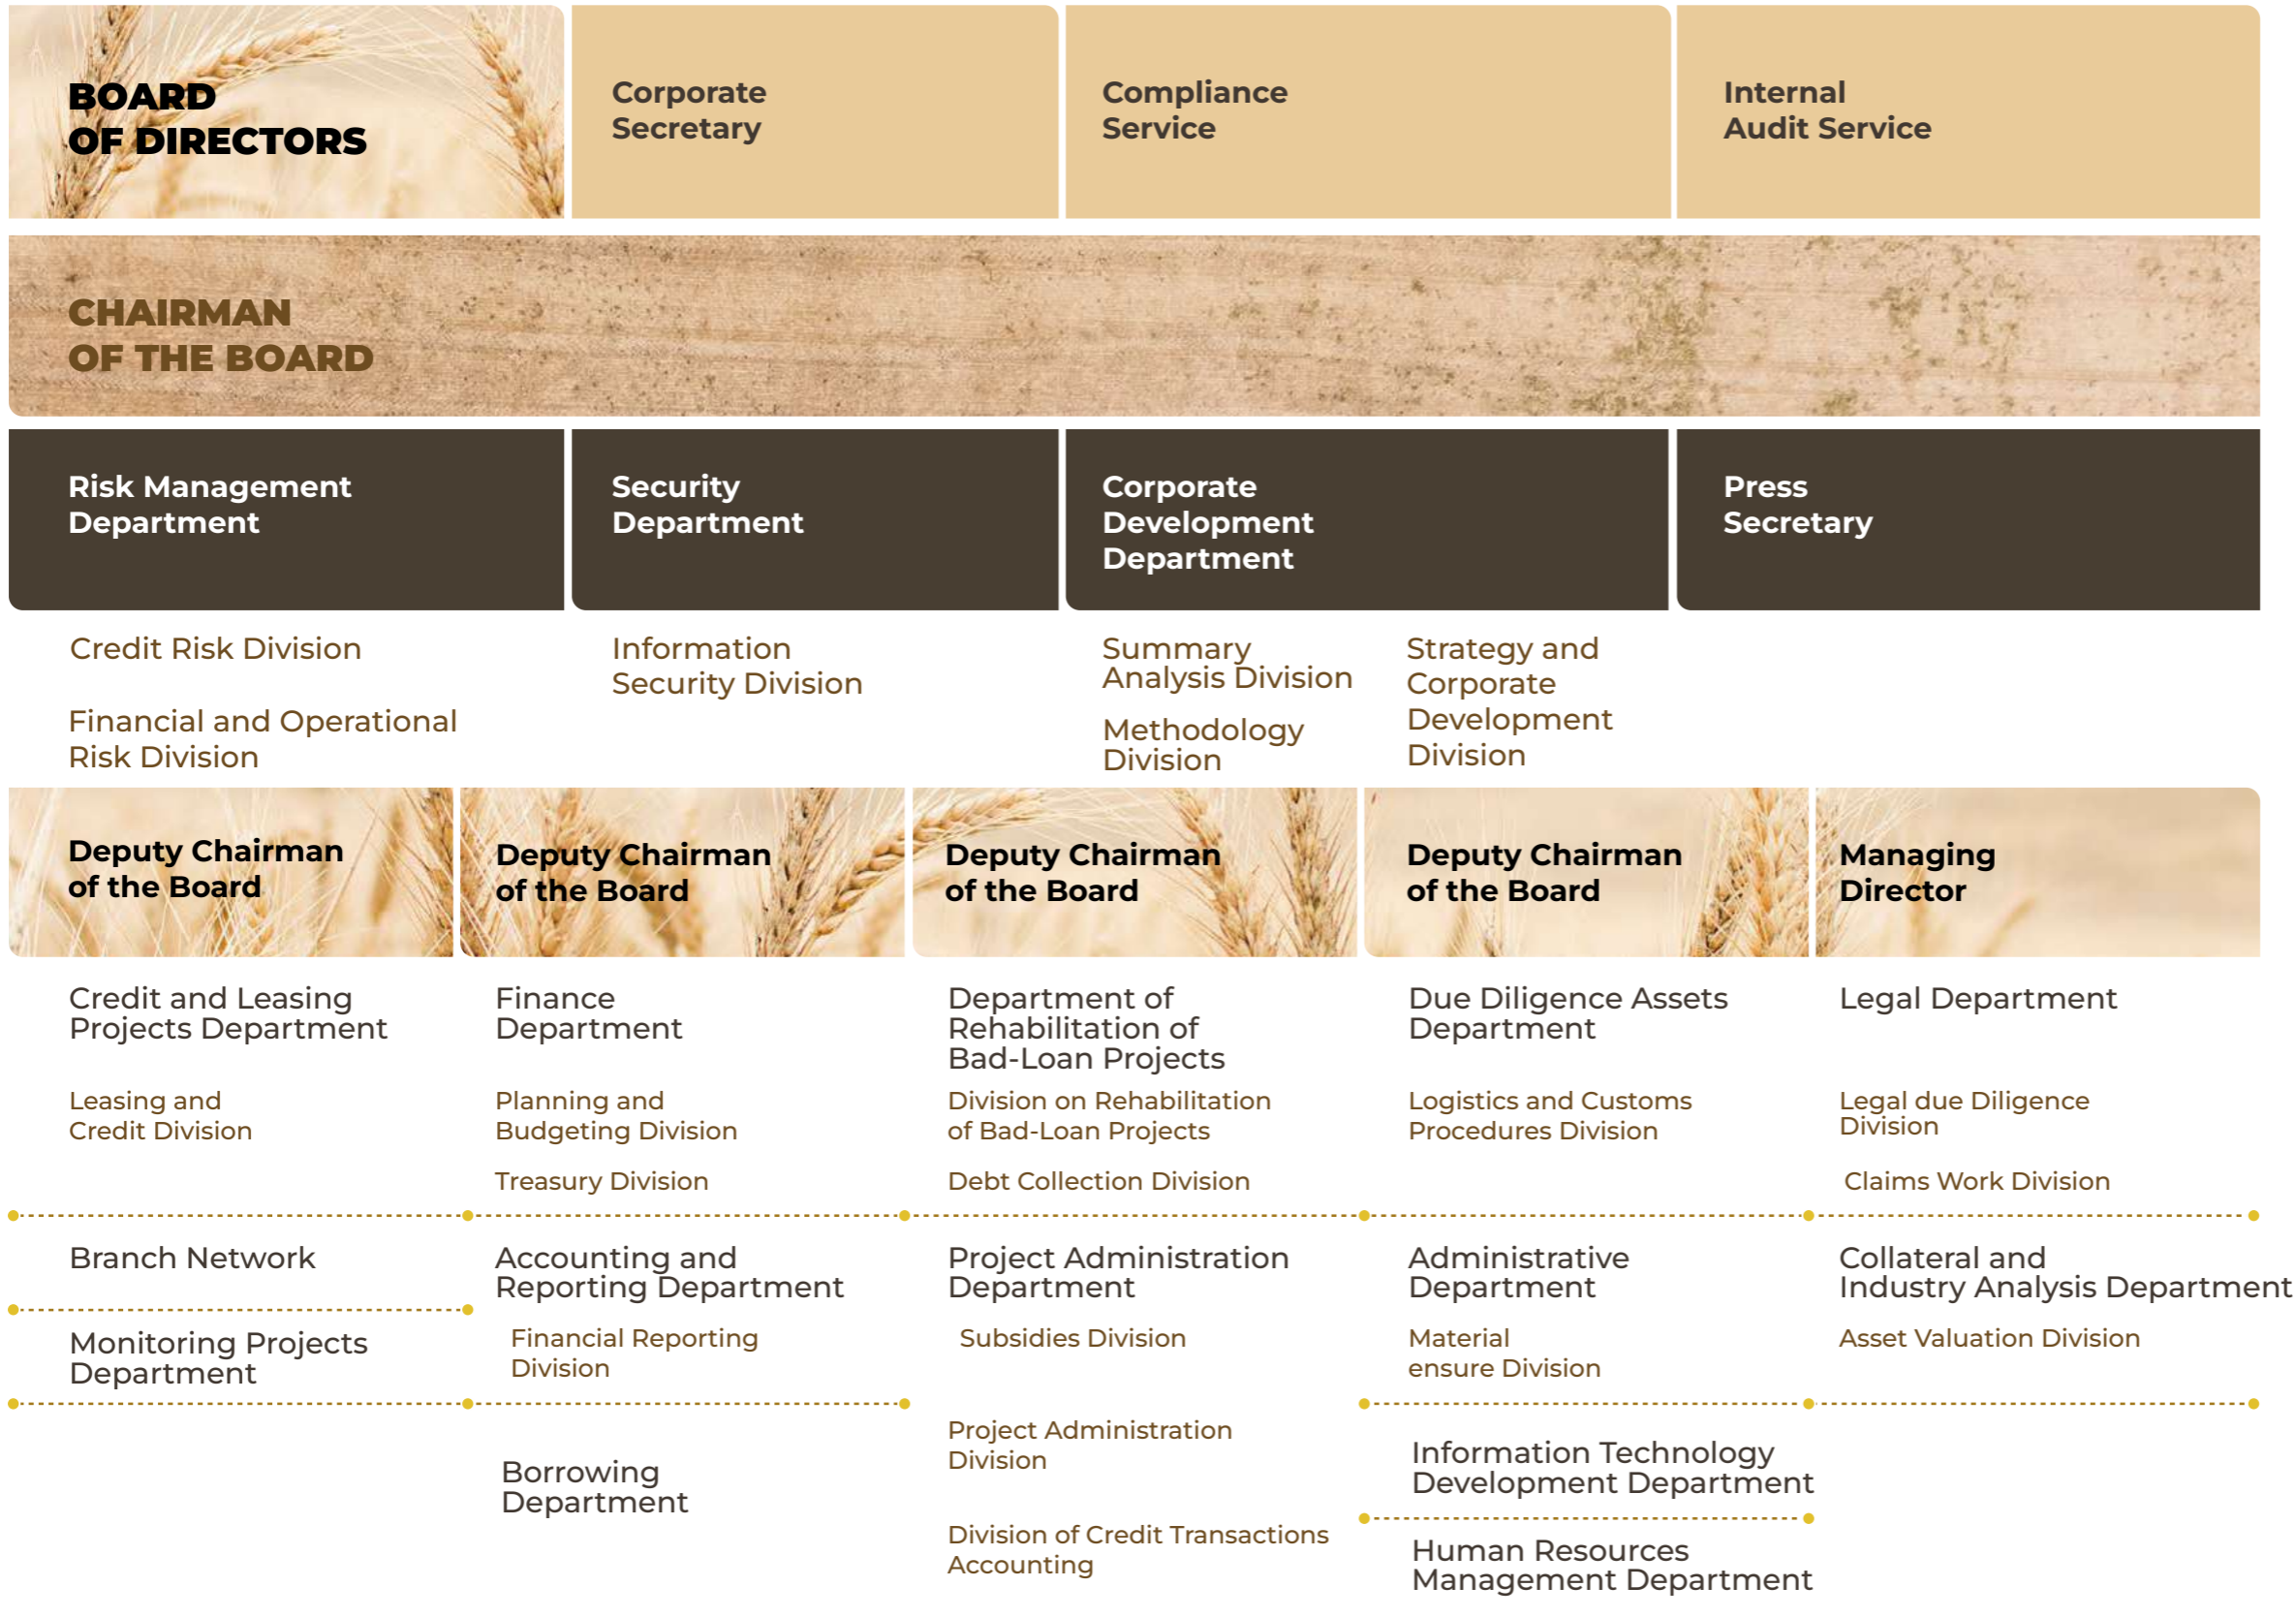 BOARD
OF DIRECTORS
Corporate
Secretary
Compliance
Service
Internal
Audit Service
CHAIRMAN
OF THE BOARD
Risk Management
Department
Security
Department
Corporate
Development
Department
Press
Secretary
Credit Risk Division
Financial and Operational
Risk Division
Information
Security Division
Summary
Analysis Division
Methodology
Division
Strategy and
Corporate
Development
Division
Deputy Chairman
of the Board
Deputy Chairman
of the Board
Deputy Chairman
of the Board
Deputy Chairman
of the Board
Managing
Director
Credit and Leasing
Projects Department
Leasing and
Credit Division
Branch Network
Monitoring Projects
Department
Finance
Department
Planning and
Budgeting Division
Treasury Division
Accounting and
Reporting Department
Financial Reporting
Division
Borrowing
Department
Department of
Rehabilitation of
Bad-Loan Projects
Division on Rehabilitation
of Bad-Loan Projects
Debt Collection Division
Project Administration
Department
Subsidies Division
Project Administration
Division
Division of Credit Transactions
Accounting
Due Diligence Assets
Department
Logistics and Customs
Procedures Division
Administrative
Department
Material
ensure Division
Information Technology
Development Department
Human Resources
Management Department
Legal Department
Legal due Diligence
Division
Claims Work Division
Collateral and
Industry Analysis Department
Asset Valuation Division